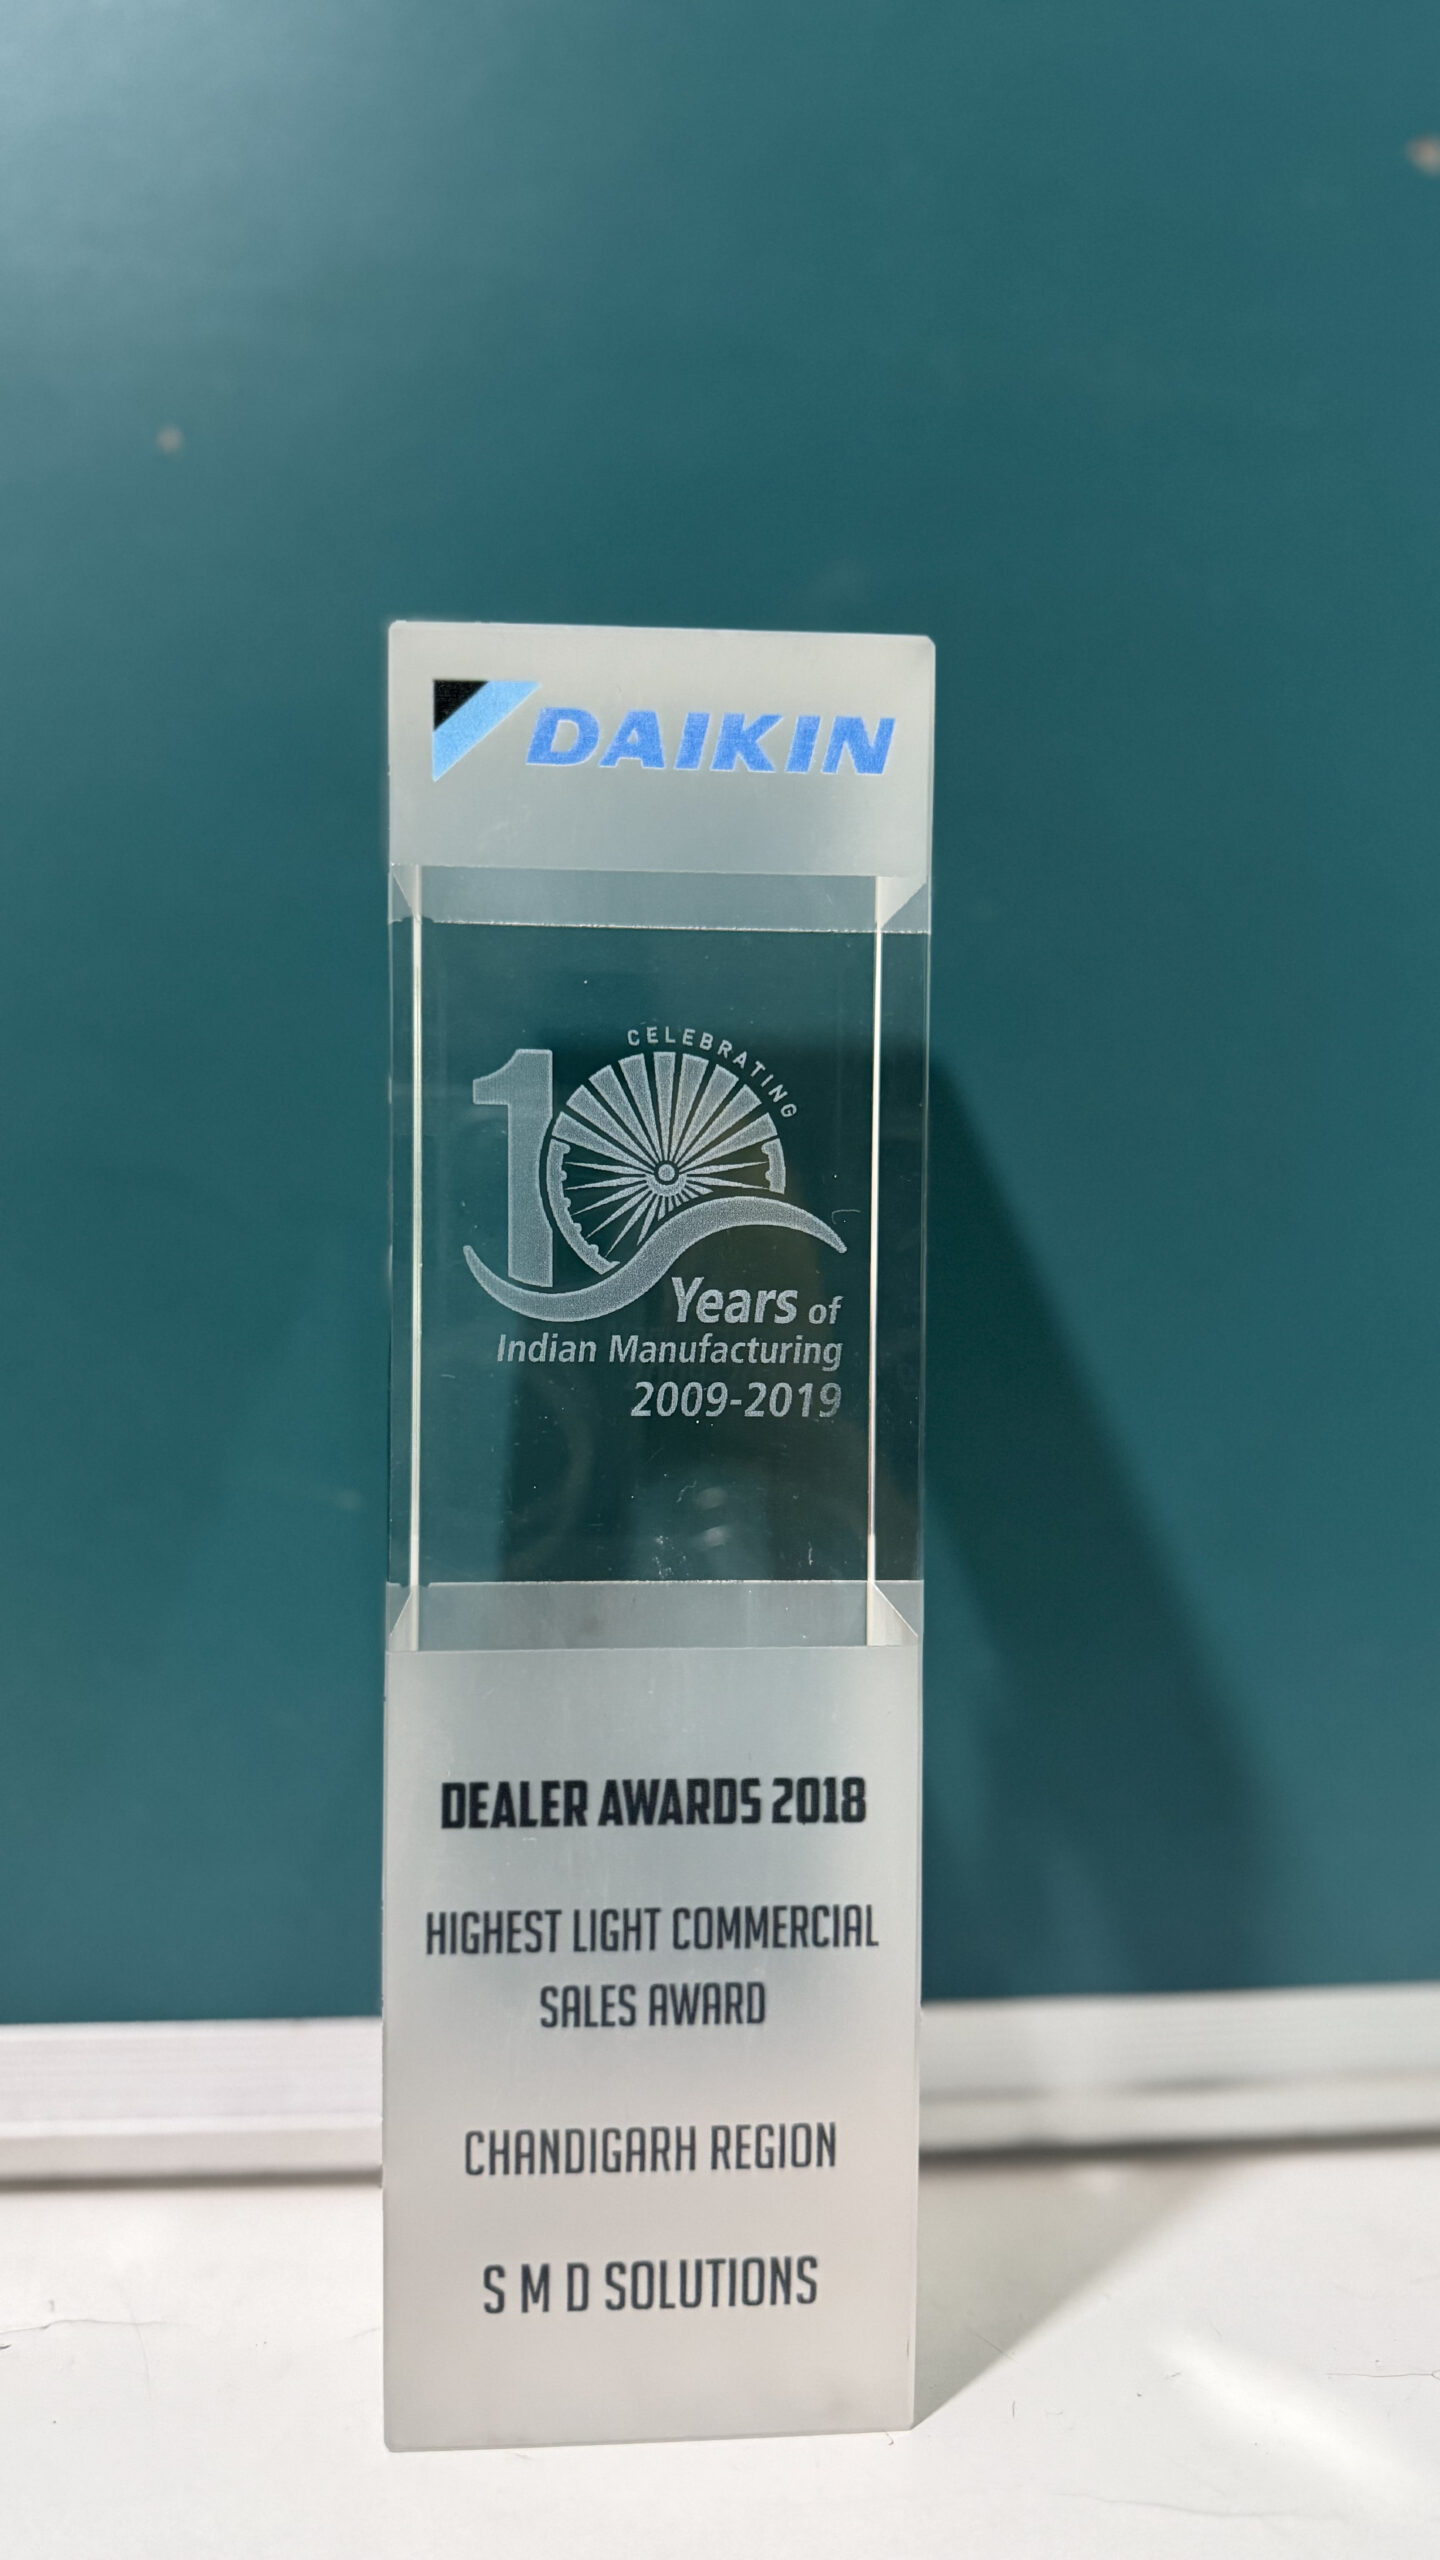 DAIKIN
CELEBRATING
10
Years of
Indian Manufacturing
2009-2019
DEALER AWARDS 2018
HIGHEST LIGHT COMMERCIAL
SALES AWARD
CHANDIGARH REGION
S M D SOLUTIONS